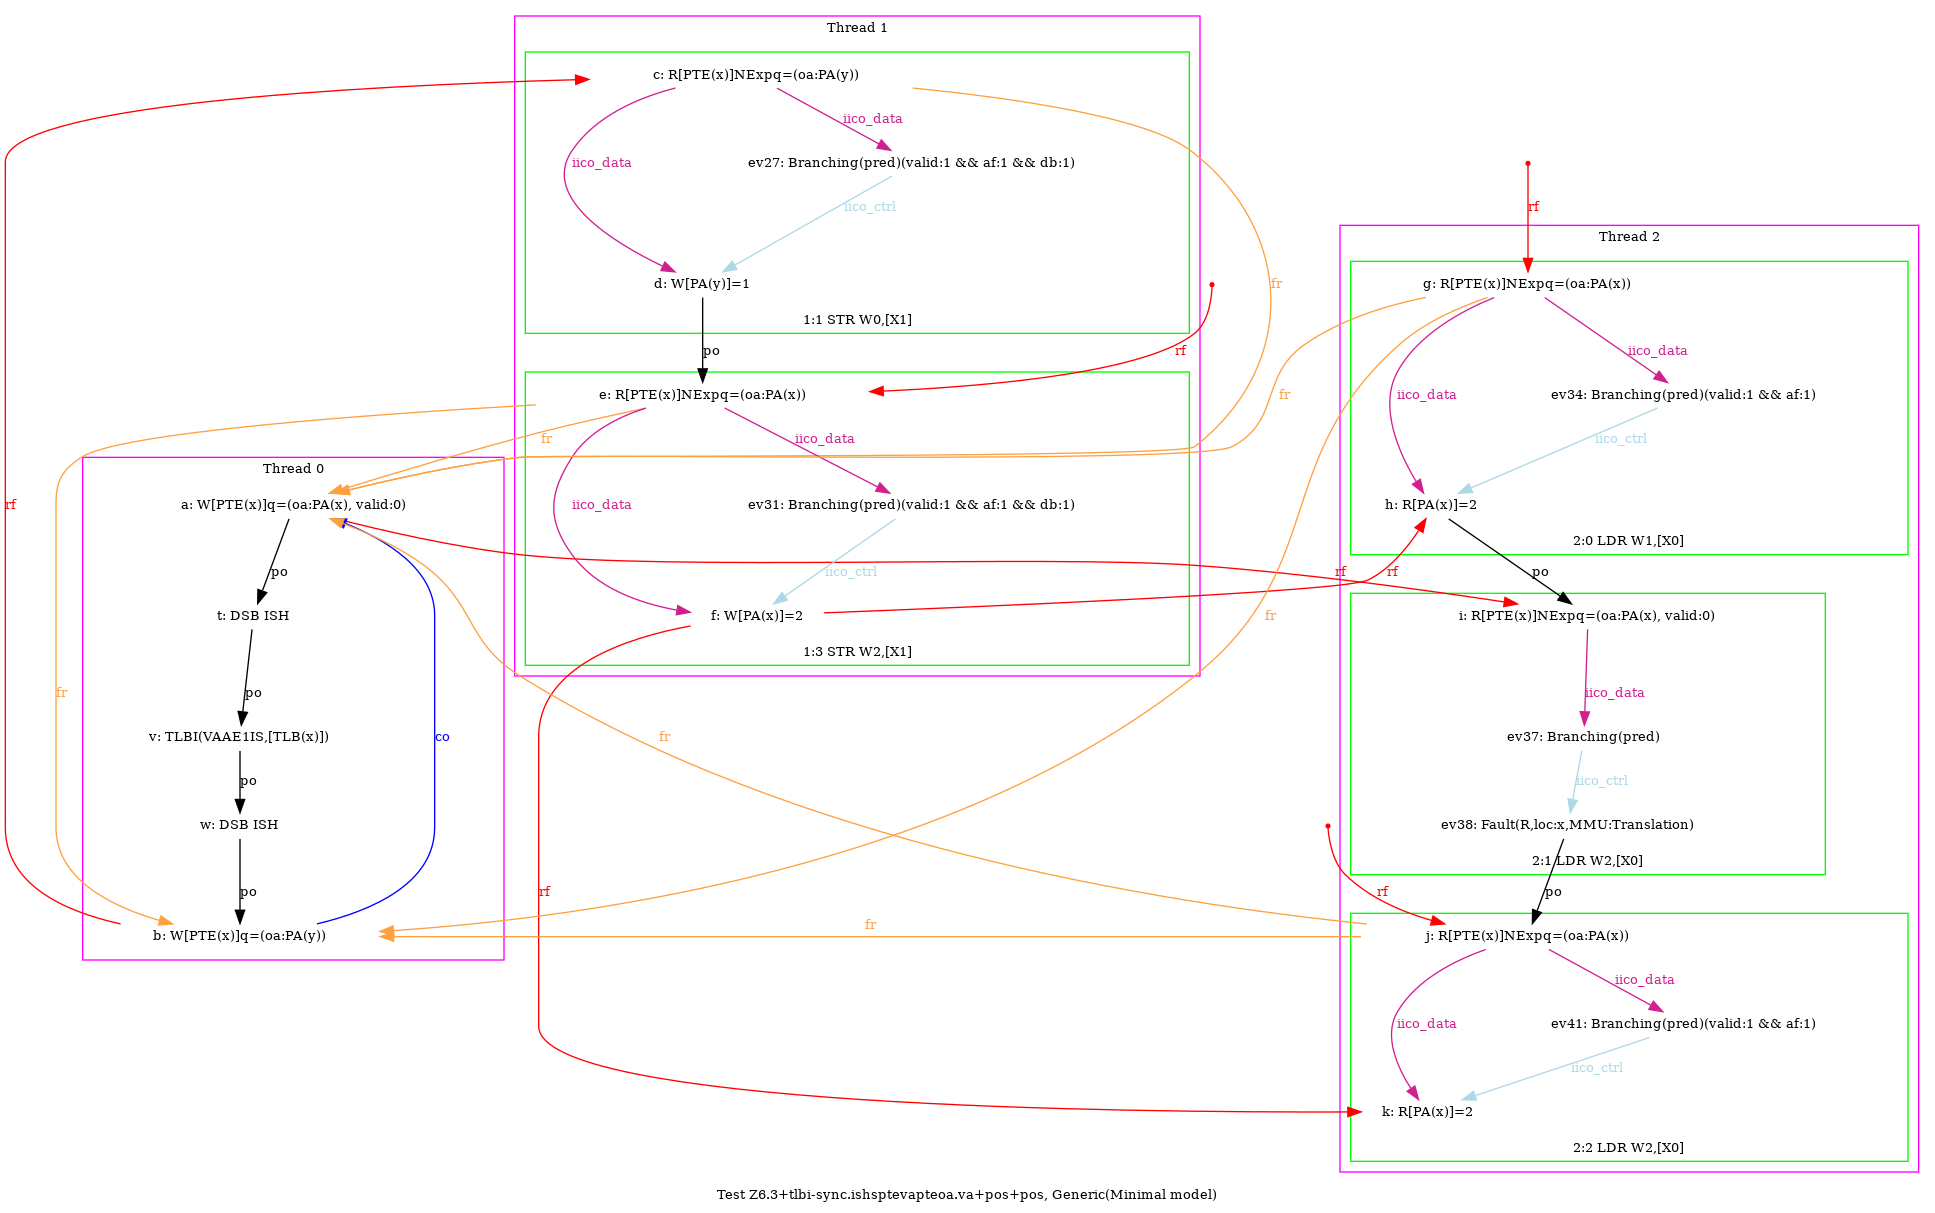 Thread 1
c: R[PTE(x)]NExpq=(oa:PA(y))
iico_data
iico_data
ev27: Branching(pred)(valid:1 && af:1 && db:1)
iico_ctrl
d: W[PA(y)]=1
fr
1:1 STR W0,[X1]
po
rf
e: R[PTE(x)]NExpq=(oa:PA(x))
fr
iico_data
iico_data
ev31: Branching(pred)(valid:1 && af:1 && db:1)
iico_ctrl
f: W[PA(x)]=2
1:3 STR W2,[X1]
Thread 0
a: W[PTE(x)]q=(oa:PA(x), valid:0)
rf
po
t: DSB ISH
fr
po
v: TLBI(VAAE1IS,[TLB(x)])
co
po
w: DSB ISH
po
b: W[PTE(x)]q=(oa:PA(y))
rf
Thread 2
g: R[PTE(x)]NExpq=(oa:PA(x))
iico_data
fr
iico_data
ev34: Branching(pred)(valid:1 && af:1)
iico_ctrl
h: R[PA(x)]=2
2:0 LDR W1,[X0]
rf
rf
po
fr
i: R[PTE(x)]NExpq=(oa:PA(x), valid:0)
iico_data
fr
ev37: Branching(pred)
iico_ctrl
ev38: Fault(R,loc:x,MMU:Translation)
2:1 LDR W2,[X0]
rf
rf
po
fr
j: R[PTE(x)]NExpq=(oa:PA(x))
iico_data
iico_data
ev41: Branching(pred)(valid:1 && af:1)
iico_ctrl
k: R[PA(x)]=2
2:2 LDR W2,[X0]
Test Z6.3+tlbi-sync.ishsptevapteoa.va+pos+pos, Generic(Minimal model)